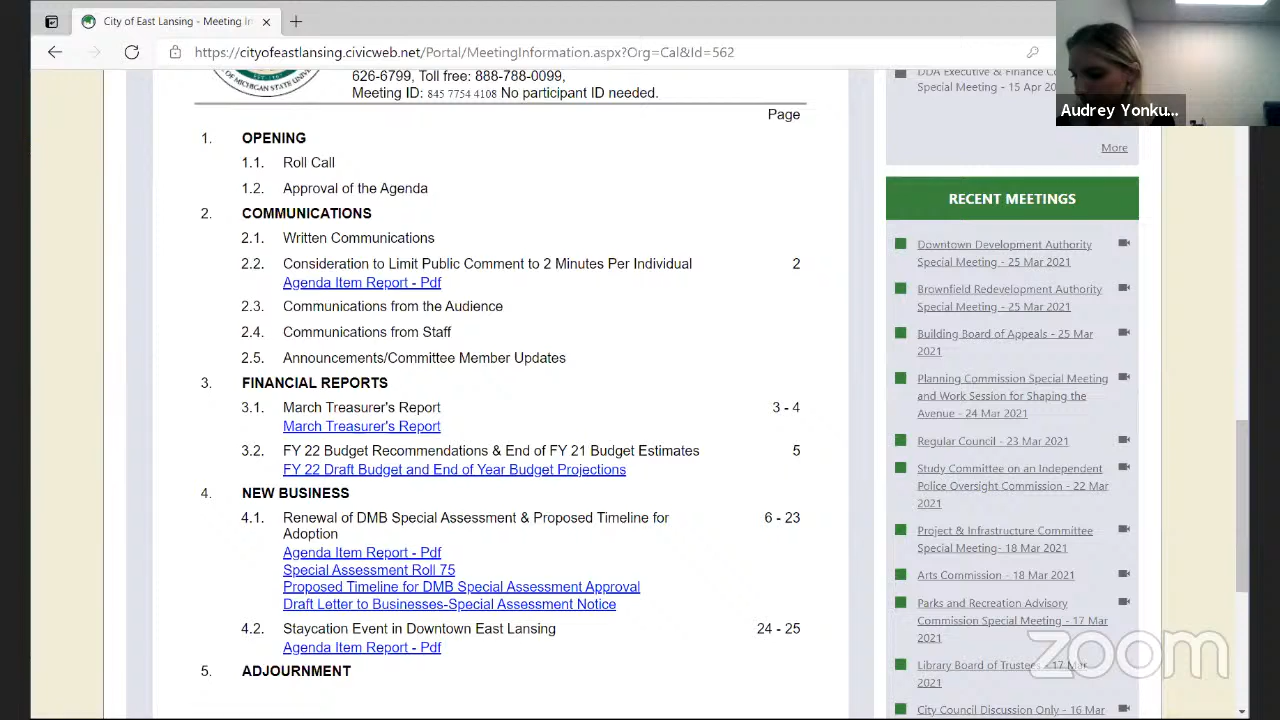 City of East Lansing - Meeting In
https://cityofeastlansing.civicweb.net/Portal/MeetingInformation.aspx?Org=Cal&Id=562
OF MICHIGAN STATE UNIV
626-6799, Toll free: 888-788-0099,
Meeting ID: 845 7754 4108 No participant ID needed.
Page
1. OPENING
1.1. Roll Call
1.2. Approval of the Agenda
2. COMMUNICATIONS
2.1. Written Communications
2.2. Consideration to Limit Public Comment to 2 Minutes Per Individual 2
Agenda Item Report - Pdf
2.3. Communications from the Audience
2.4. Communications from Staff
2.5. Announcements/Committee Member Updates
3. FINANCIAL REPORTS
3.1. March Treasurer's Report 3 - 4
March Treasurer's Report
3.2. FY 22 Budget Recommendations & End of FY 21 Budget Estimates 5
FY 22 Draft Budget and End of Year Budget Projections
4. NEW BUSINESS
4.1. Renewal of DMB Special Assessment & Proposed Timeline for 6 - 23
Adoption
Agenda Item Report - Pdf
Special Assessment Roll 75
Proposed Timeline for DMB Special Assessment Approval
Draft Letter to Businesses-Special Assessment Notice
4.2. Staycation Event in Downtown East Lansing 24 - 25
Agenda Item Report - Pdf
5. ADJOURNMENT
DDA Executive & Finance Co
Special Meeting - 15 Apr 20
Audrey Yonku...
More
RECENT MEETINGS
Downtown Development Authority
Special Meeting - 25 Mar 2021
Brownfield Redevelopment Authority
Special Meeting - 25 Mar 2021
Building Board of Appeals - 25 Mar
2021
Planning Commission Special Meeting
and Work Session for Shaping the
Avenue - 24 Mar 2021
Regular Council - 23 Mar 2021
Study Committee on an Independent
Police Oversight Commission - 22 Mar
2021
Project & Infrastructure Committee
Special Meeting- 18 Mar 2021
Arts Commission - 18 Mar 2021
Parks and Recreation Advisory
Commission Special Meeting - 17 Mar
2021
Library Board of Trustees - 17 Mar
2021
City Council Discussion Only - 16 Mar
zoom